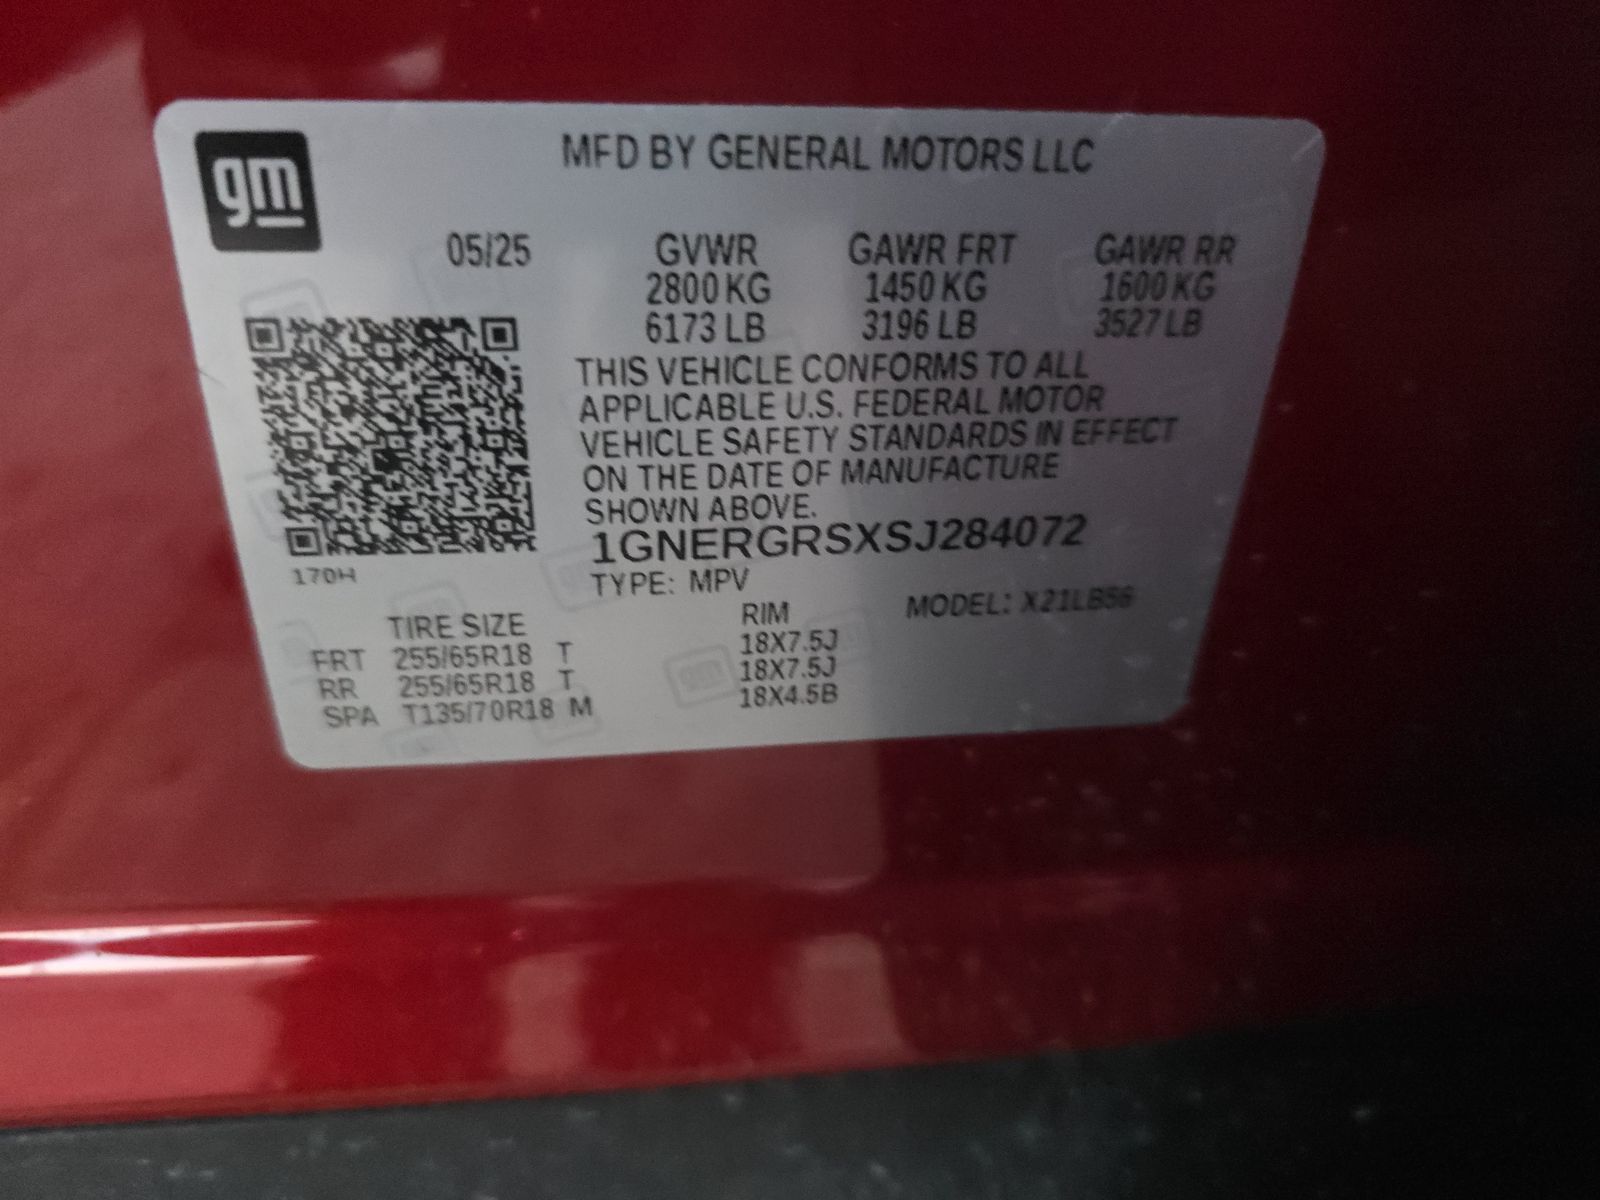 gm
MFD BY GENERAL MOTORS LLC
05/25 GVWR GAWR FRT GAWR RR
2800 KG 1450 KG 1600 KG
6173 LB 3196 LB 3527 LB
THIS VEHICLE CONFORMS TO ALL
APPLICABLE U.S. FEDERAL MOTOR
VEHICLE SAFETY STANDARDS IN EFFECT
ON THE DATE OF MANUFACTURE
SHOWN ABOVE.
1GNERGRSXSJ284072
170H
TYPE: MPV MODEL: X21LB56
TIRE SIZE RIM
FRT 255/65R18 T 18X7.5J
RR 255/65R18 T 18X7.5J
SPA T135/70R18 M 18X4.5B